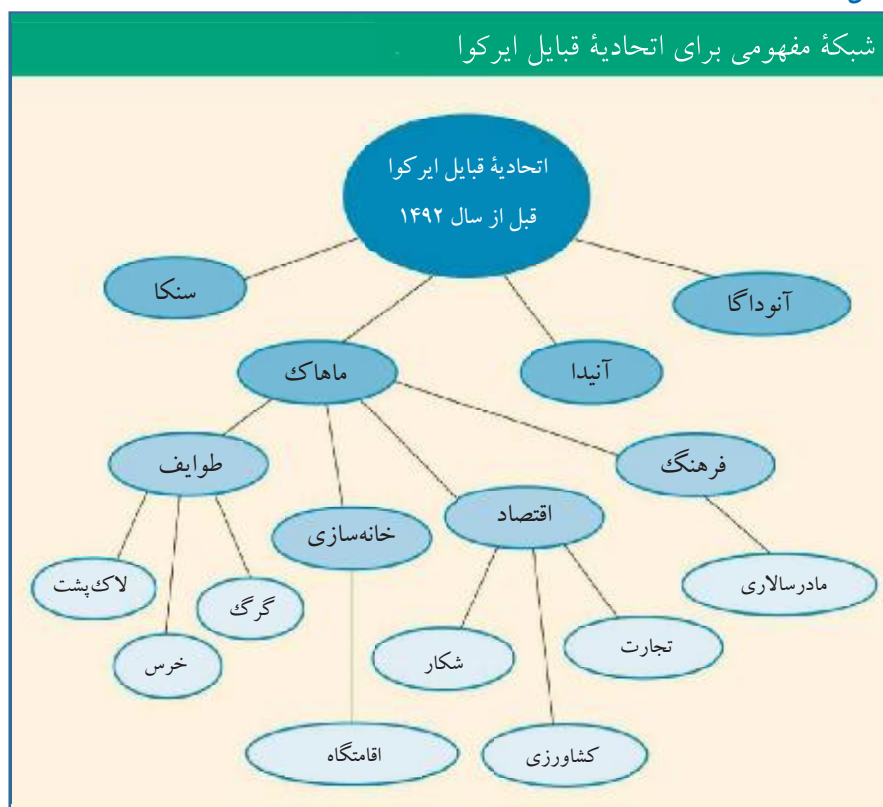 شبکهٔ مفهومی برای اتحادیهٔ قبایل ایرکوا
اتحادیهٔ قبایل ایرکوا
قبل از سال ۱۴۹۲
آنوداگا
آنیدا
ماهاک
سنکا
فرهنگ
اقتصاد
خانه‌سازی
طوایف
مادرسالاری
تجارت
کشاورزی
شکار
اقامتگاه
گرگ
خرس
لاک‌پشت